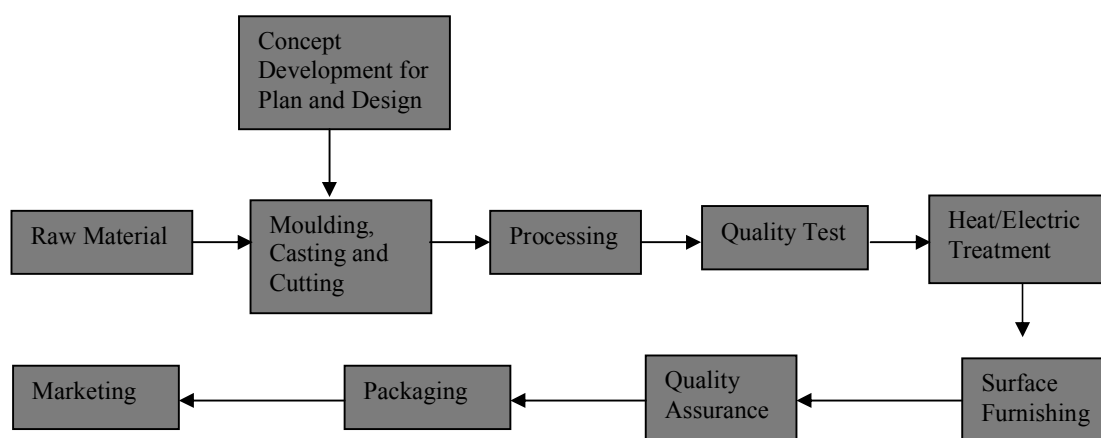 Concept
Development for
Plan and Design
Raw Material
Moulding,
Casting and
Cutting
Processing
Quality Test
Heat/Electric
Treatment
Marketing
Packaging
Quality
Assurance
Surface
Furnishing